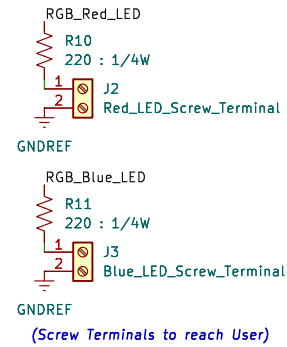 RGB_Red_LED
R10
220 : 1/4W
1
J2
2
Red_LED_Screw_Terminal
GNDREF
RGB_Blue_LED
R11
220 : 1/4W
1
J3
2
Blue_LED_Screw_Terminal
GNDREF
(Screw Terminals to reach User)